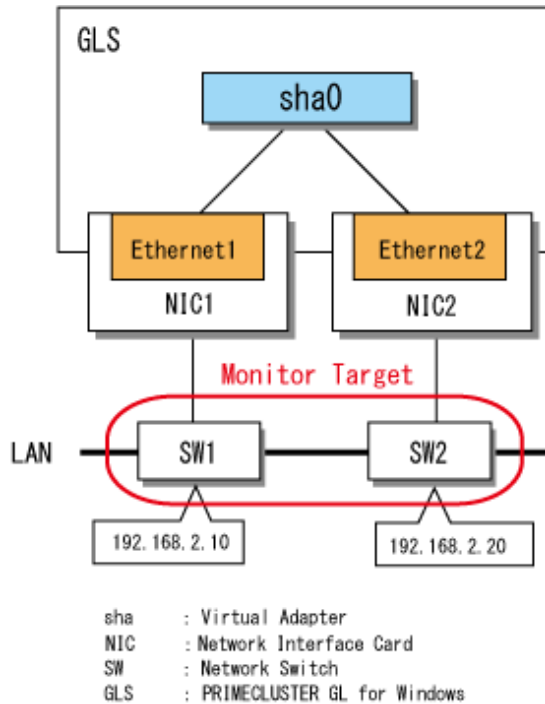 GLS
sha0
Ethernet1
Ethernet2
NIC1
NIC2
Monitor Target
LAN
SW1
SW2
192.168.2.10
192.168.2.20
sha : Virtual Adapter
NIC : Network Interface Card
SW : Network Switch
GLS : PRIMECLUSTER GL for Windows